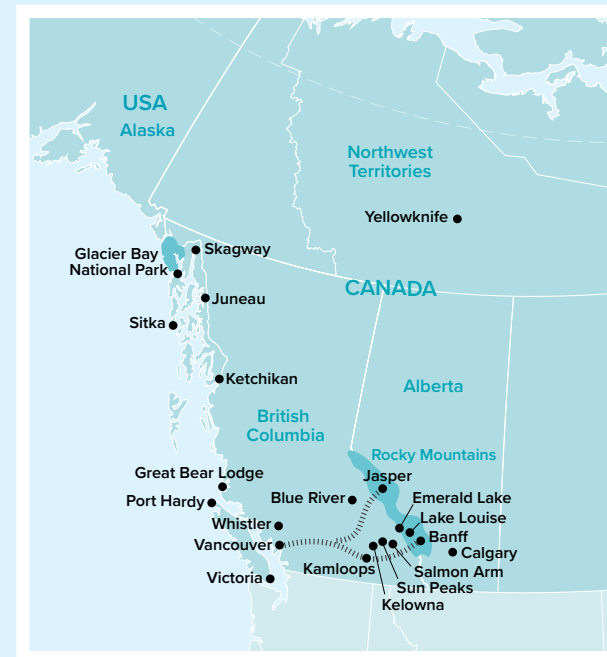 USA
Alaska
Northwest
Territories
Yellowknife
Glacier Bay
National Park
Skagway
CANADA
Juneau
Sitka
Ketchikan
Alberta
British
Columbia
Rocky Mountains
Jasper
Great Bear Lodge
Blue River
Emerald Lake
Port Hardy
Lake Louise
Whistler
Banff
Vancouver
Calgary
Kamloops
Salmon Arm
Victoria
Sun Peaks
Kelowna